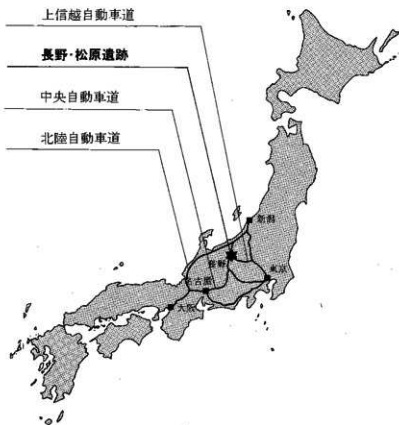 上信越自動車道
長野・松原遺跡
中央自動車道
北陸自動車道
新潟
長野
東京
名古屋
大阪